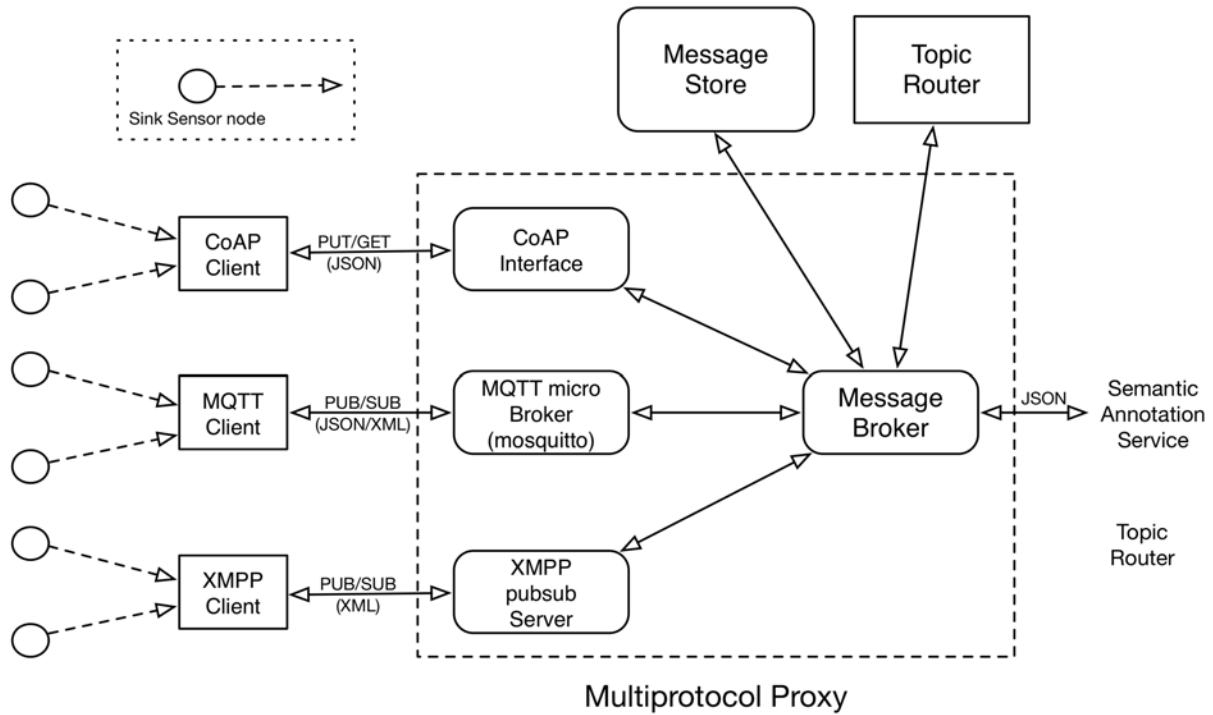 Message
Store
Topic
Router
Sink Sensor node
CoAP
Client
PUT/GET
(JSON)
CoAP
Interface
MQTT
Client
PUB/SUB
(JSON/XML)
MQTT micro
Broker
(mosquitto)
Message
Broker
JSON
Semantic
Annotation
Service
Topic
Router
XMPP
Client
PUB/SUB
(XML)
XMPP
pubsub
Server
Multiprotocol Proxy